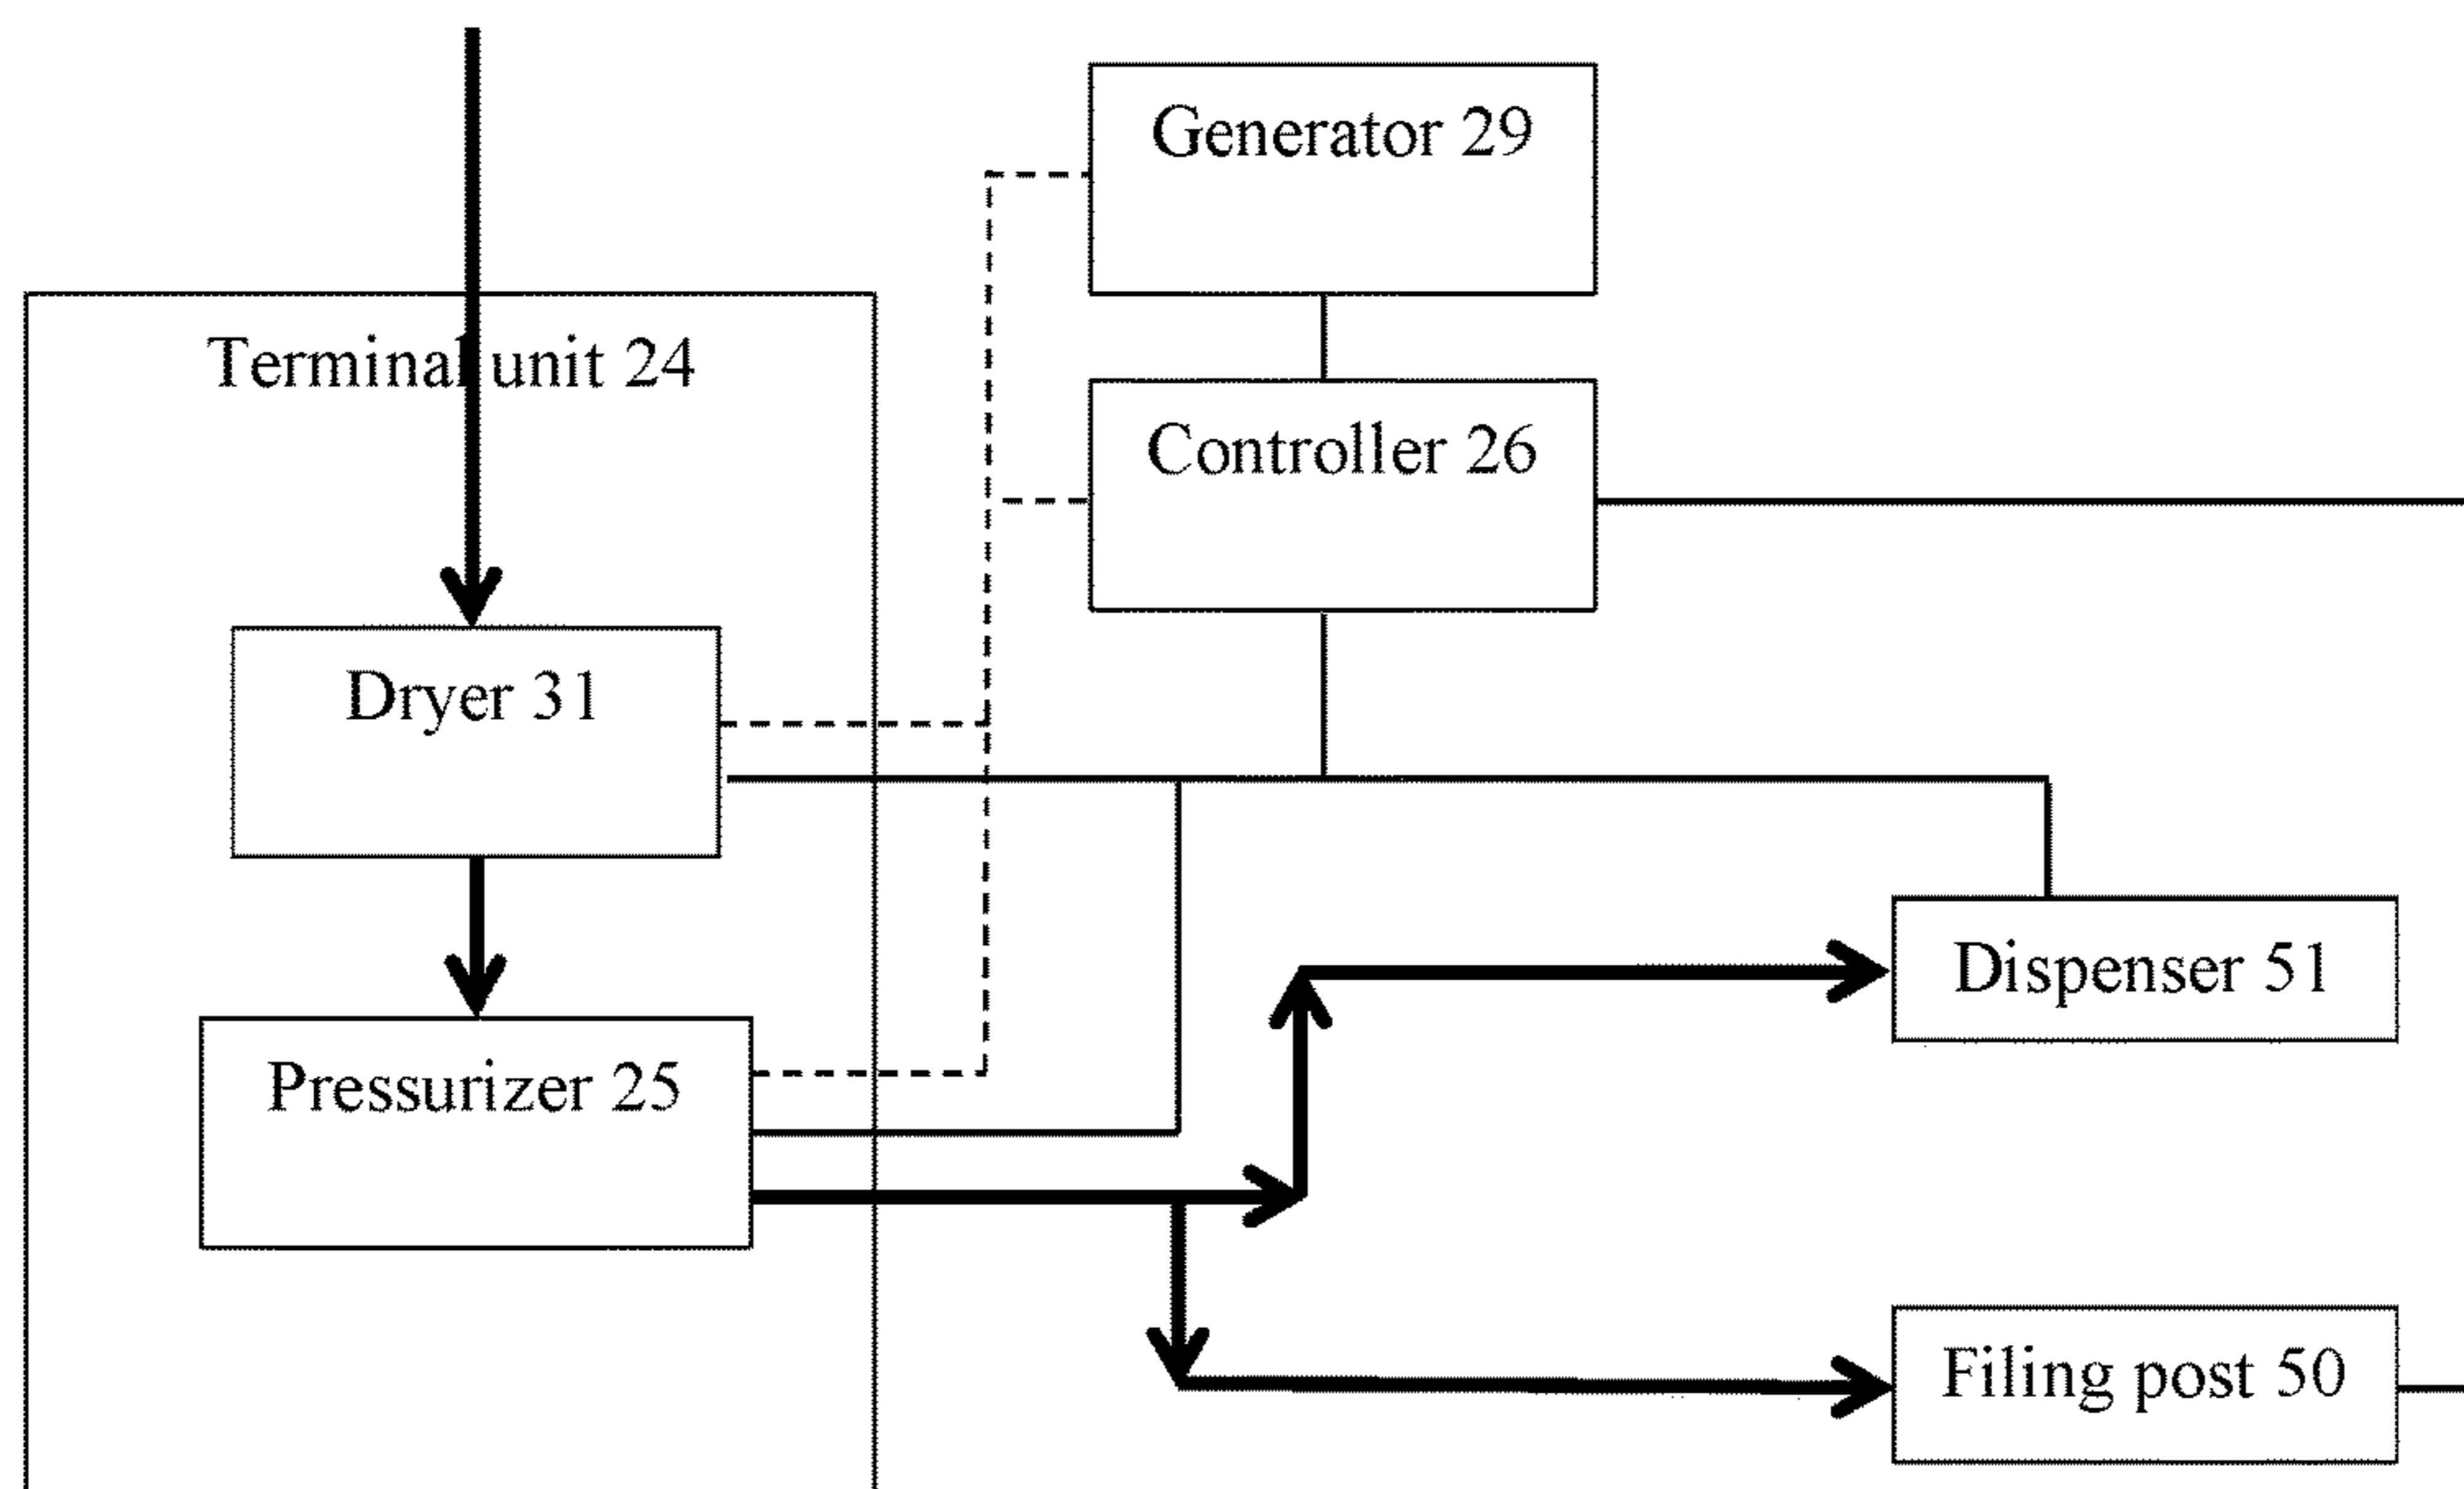 Generator 29
Terminal unit 24
Controller 26
Dryer 31
Dispenser 51
Pressurizer 25
Filing post 50